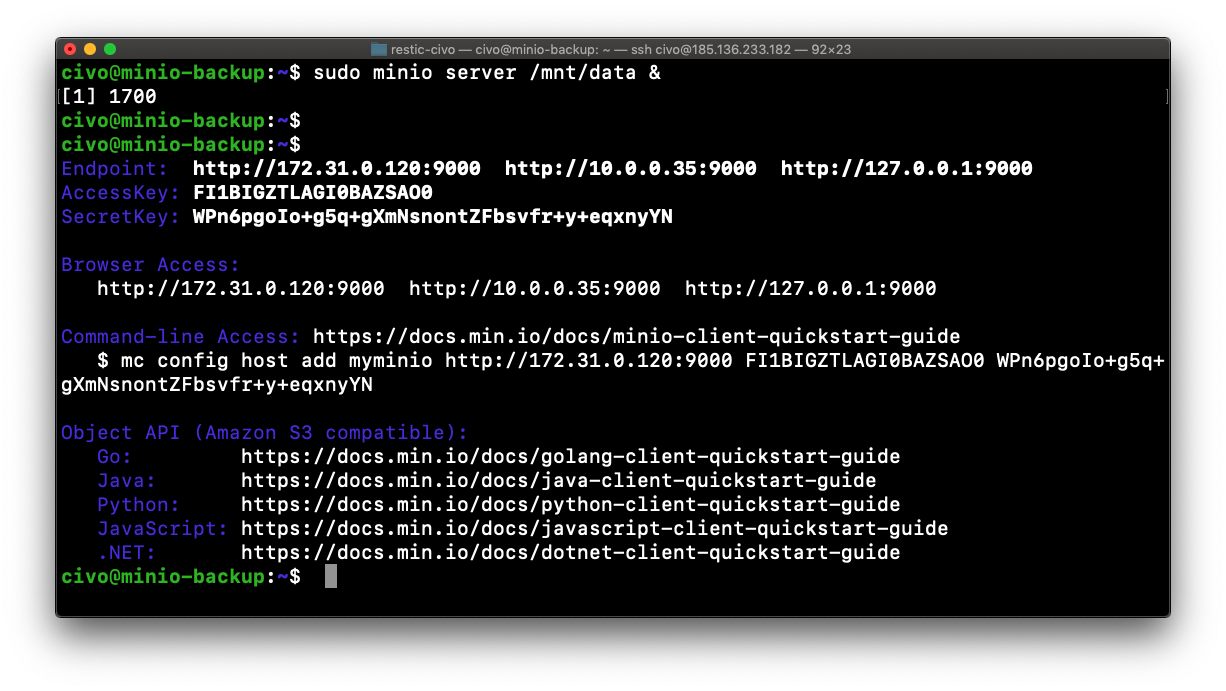 restic-civo — civo@minio-backup: ~ — ssh civo@185.136.233.182 — 92×23
civo@minio-backup:~$ sudo minio server /mnt/data &
[1] 1700
civo@minio-backup:~$
civo@minio-backup:~$
Endpoint:  http://172.31.0.120:9000  http://10.0.0.35:9000  http://127.0.0.1:9000
AccessKey: FI1BIGZTLAGI0BAZSAO0
SecretKey: WPn6pgoIo+g5q+gXmNsnontZFbsvfr+y+eqxnyYN
Browser Access:
   http://172.31.0.120:9000  http://10.0.0.35:9000  http://127.0.0.1:9000
Command-line Access: https://docs.min.io/docs/minio-client-quickstart-guide
   $ mc config host add myminio http://172.31.0.120:9000 FI1BIGZTLAGI0BAZSAO0 WPn6pgoIo+g5q+
gXmNsnontZFbsvfr+y+eqxnyYN
Object API (Amazon S3 compatible):
   Go:         https://docs.min.io/docs/golang-client-quickstart-guide
   Java:       https://docs.min.io/docs/java-client-quickstart-guide
   Python:     https://docs.min.io/docs/python-client-quickstart-guide
   JavaScript: https://docs.min.io/docs/javascript-client-quickstart-guide
   .NET:       https://docs.min.io/docs/dotnet-client-quickstart-guide
civo@minio-backup:~$